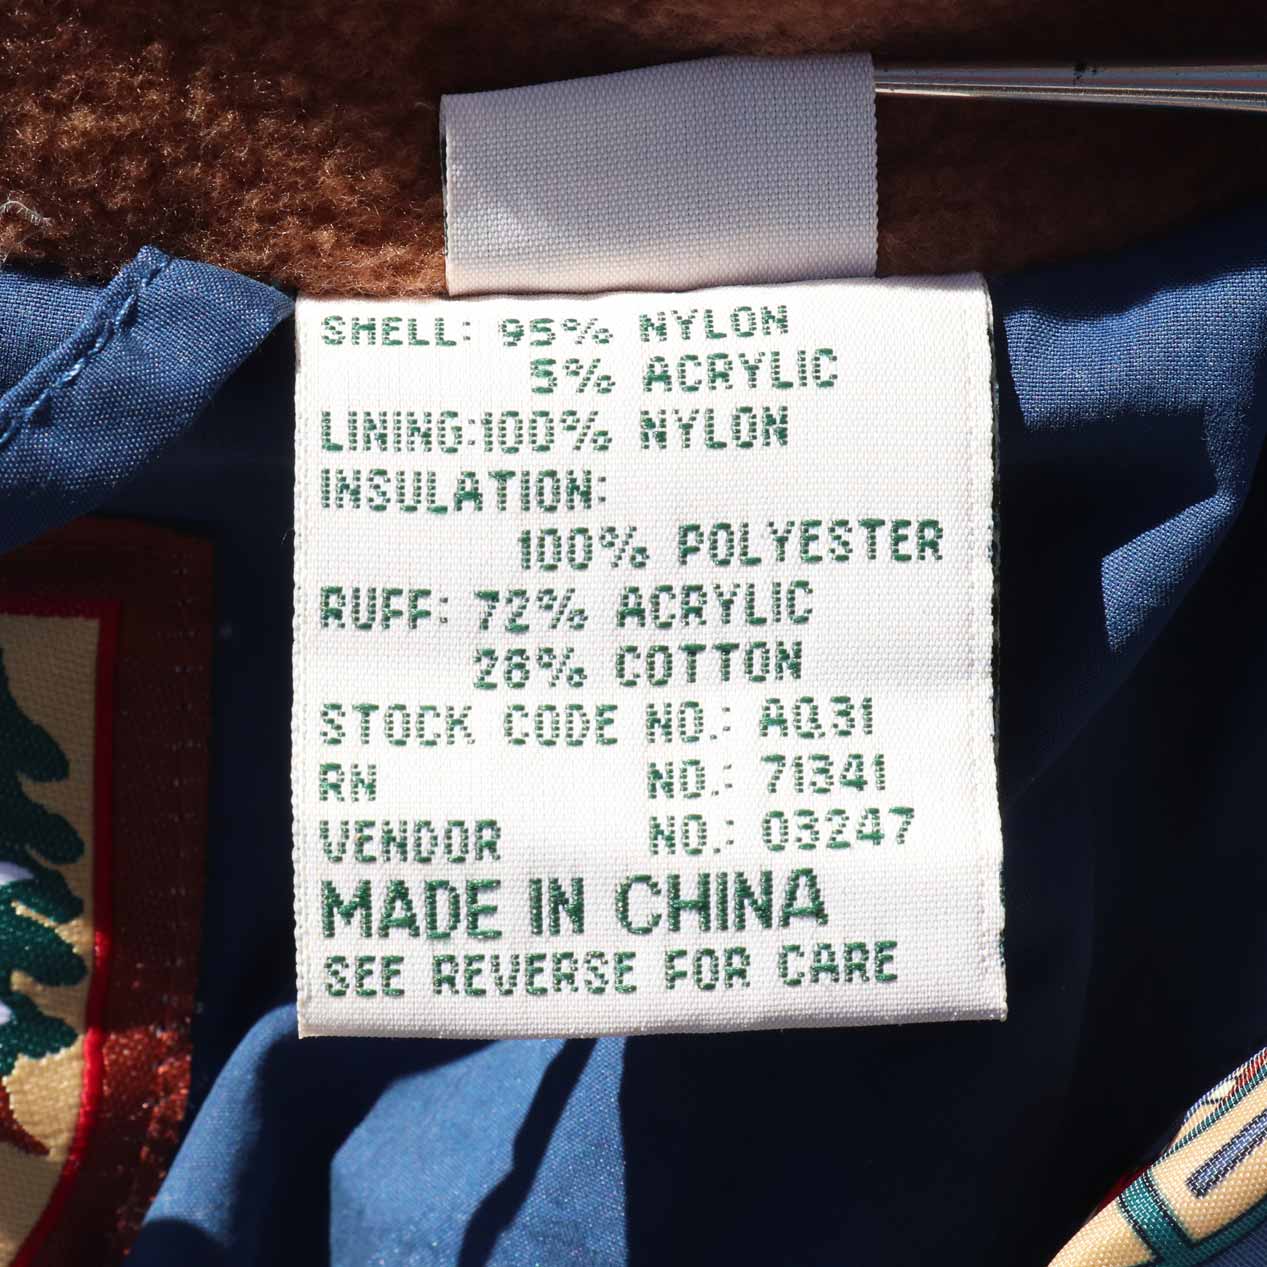 SHELL: 95% NYLON
5% ACRYLIC
LINING:100% NYLON
INSULATION:
100% POLYESTER
RUFF: 72% ACRYLIC
28% COTTON
STOCK CODE NO.: AQ31
RN NO.: 71341
VENDOR NO.: 03247
MADE IN CHINA
SEE REVERSE FOR CARE